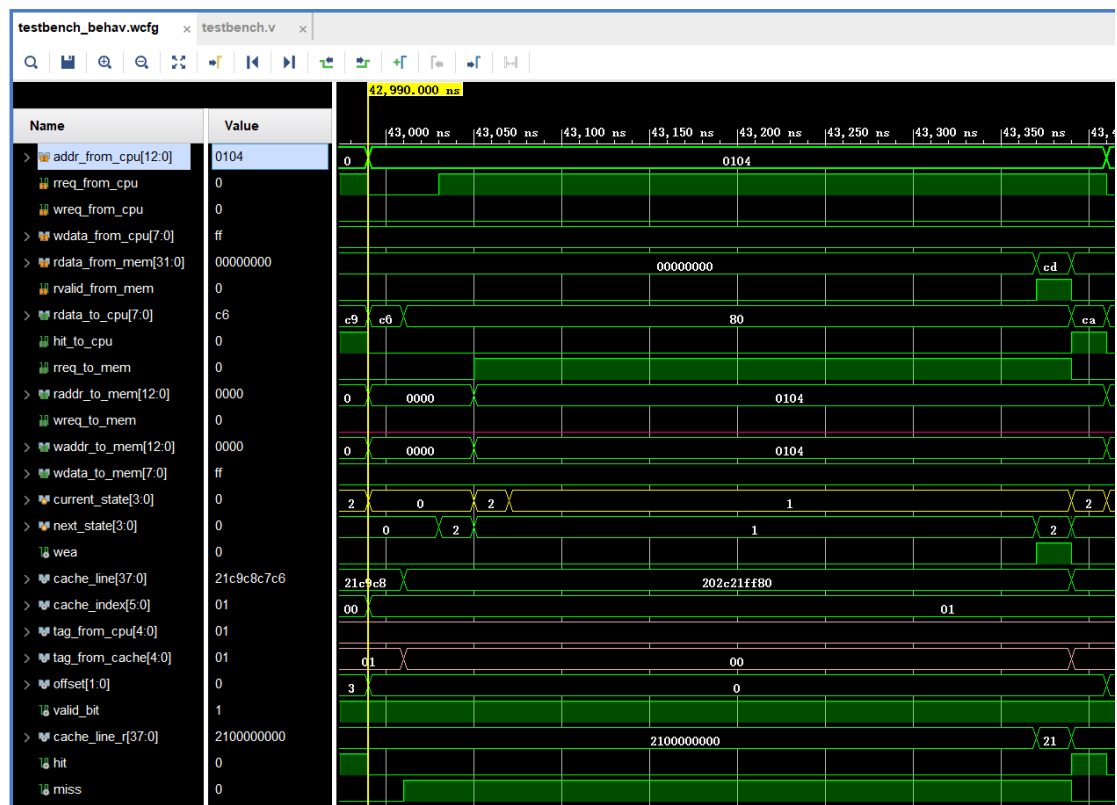 testbench_behav.wcfg × testbench.v ×
42,990.000 ns
Name Value
43,000 ns 43,050 ns 43,100 ns 43,150 ns 43,200 ns 43,250 ns 43,300 ns 43,350 ns 43,4
addr_from_cpu[12:0] 0104 0 0104
rreq_from_cpu 0
wreq_from_cpu 0
wdata_from_cpu[7:0] ff
rdata_from_mem[31:0] 00000000 00000000 cd
rvalid_from_mem 0
rdata_to_cpu[7:0] c6 c9 c6 80 ca
hit_to_cpu 0
rreq_to_mem 0
raddr_to_mem[12:0] 0000 0 0000 0104
wreq_to_mem 0
waddr_to_mem[12:0] 0000 0 0000 0104
wdata_to_mem[7:0] ff
current_state[3:0] 0 2 0 2 1 2
next_state[3:0] 0 0 2 1 2
wea 0
cache_line[37:0] 21c9c8c7c6 21c9c8 202c21ff80
cache_index[5:0] 01 00 01
tag_from_cpu[4:0] 01
tag_from_cache[4:0] 01 01 00
offset[1:0] 0 3 0
valid_bit 1
cache_line_r[37:0] 2100000000 2100000000 21
hit 0
miss 0